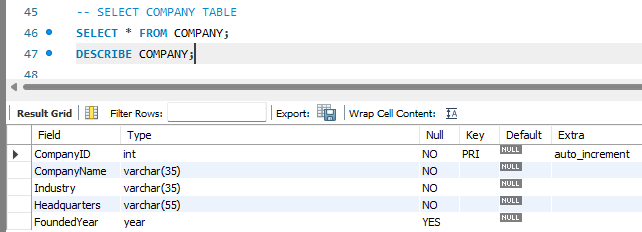 45 -- SELECT COMPANY TABLE
46 SELECT * FROM COMPANY;
47 DESCRIBE COMPANY;
48
Result Grid Filter Rows: Export: Wrap Cell Content: IA
Field Type Null Key Default Extra
CompanyID int NO PRI NULL auto_increment
CompanyName varchar(35) NO NULL
Industry varchar(35) NO NULL
Headquarters varchar(55) NO NULL
FoundedYear year YES NULL